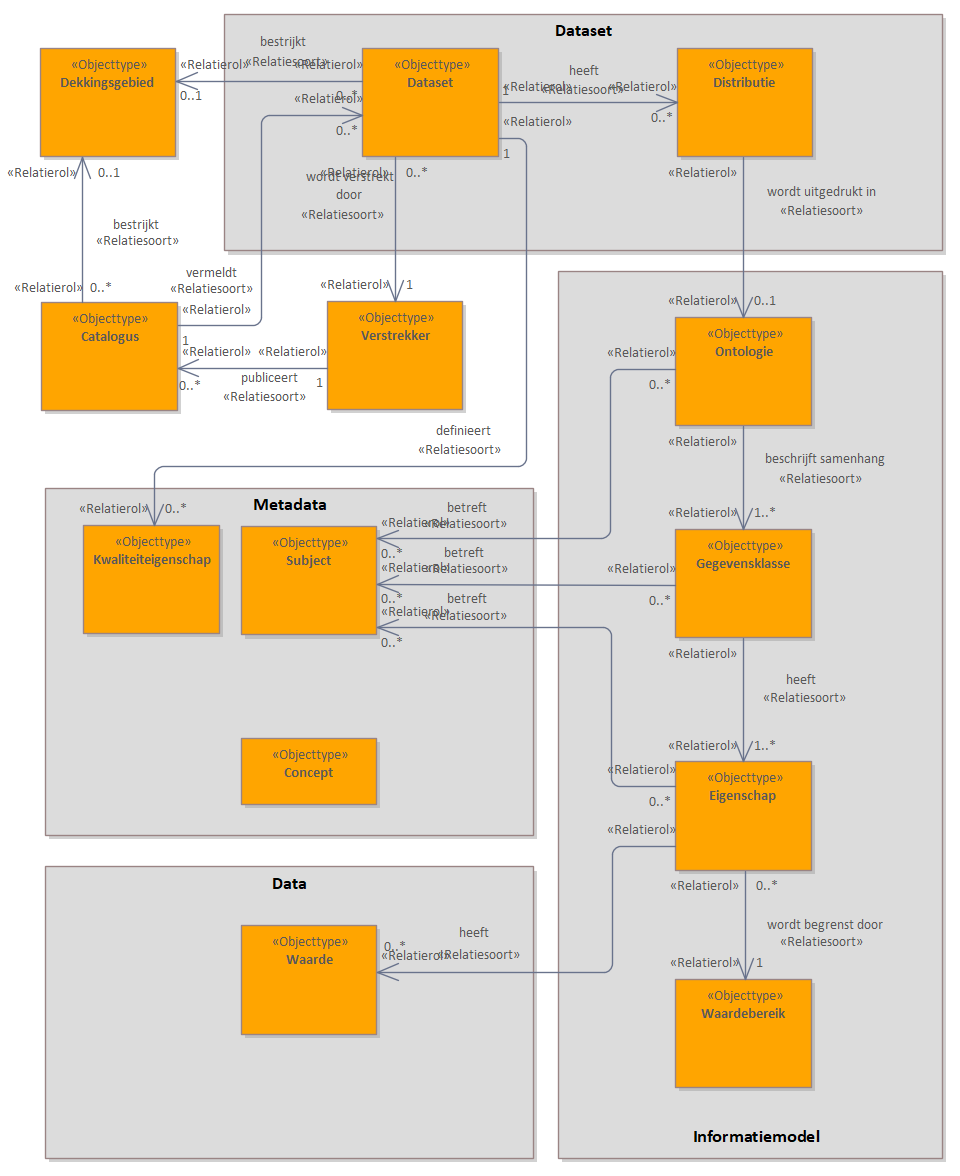 Dataset
«Objecttype»
Dekkingsgebied
«Relatierol»
0..1
bestrijkt
«Relatiesoort»
«Relatierol»
0..*
«Objecttype»
Dataset
1
«Relatierol»
heeft
«Relatiesoort»
«Relatierol»
0..*
«Objecttype»
Distributie
«Relatierol»
0..*
«Relatierol»
1
«Relatierol»
0..1
«Relatierol»
0..*
wordt verstrekt
door
«Relatiesoort»
«Relatierol»
wordt uitgedrukt in
«Relatiesoort»
bestrijkt
«Relatiesoort»
«Relatierol»
0..*
vermeldt
«Relatiesoort»
«Relatierol»
1
«Relatierol»
1
«Relatierol»
0..1
«Objecttype»
Catalogus
«Objecttype»
Verstrekker
«Objecttype»
Ontologie
«Relatierol»
0..*
«Relatierol»
1
publiceert
«Relatiesoort»
«Relatierol»
0..*
definieert
«Relatiesoort»
«Relatierol»
beschrijft samenhang
«Relatiesoort»
Metadata
«Relatierol»
0..*
«Objecttype»
Kwaliteiteigenschap
«Objecttype»
Subject
betreft
«Relatiesoort»
«Relatierol»
0..*
betreft
«Relatiesoort»
«Relatierol»
0..*
betreft
«Relatiesoort»
«Relatierol»
0..*
«Relatierol»
1..*
«Objecttype»
Gegevensklasse
«Relatierol»
0..*
«Relatierol»
heeft
«Relatiesoort»
«Relatierol»
1..*
«Objecttype»
Concept
«Relatierol»
0..*
«Objecttype»
Eigenschap
«Relatierol»
Data
«Objecttype»
Waarde
0..*
«Relatierol»
heeft
«Relatiesoort»
«Relatierol»
0..*
wordt begrenst door
«Relatiesoort»
«Relatierol»
1
«Objecttype»
Waardebereik
Informatiemodel